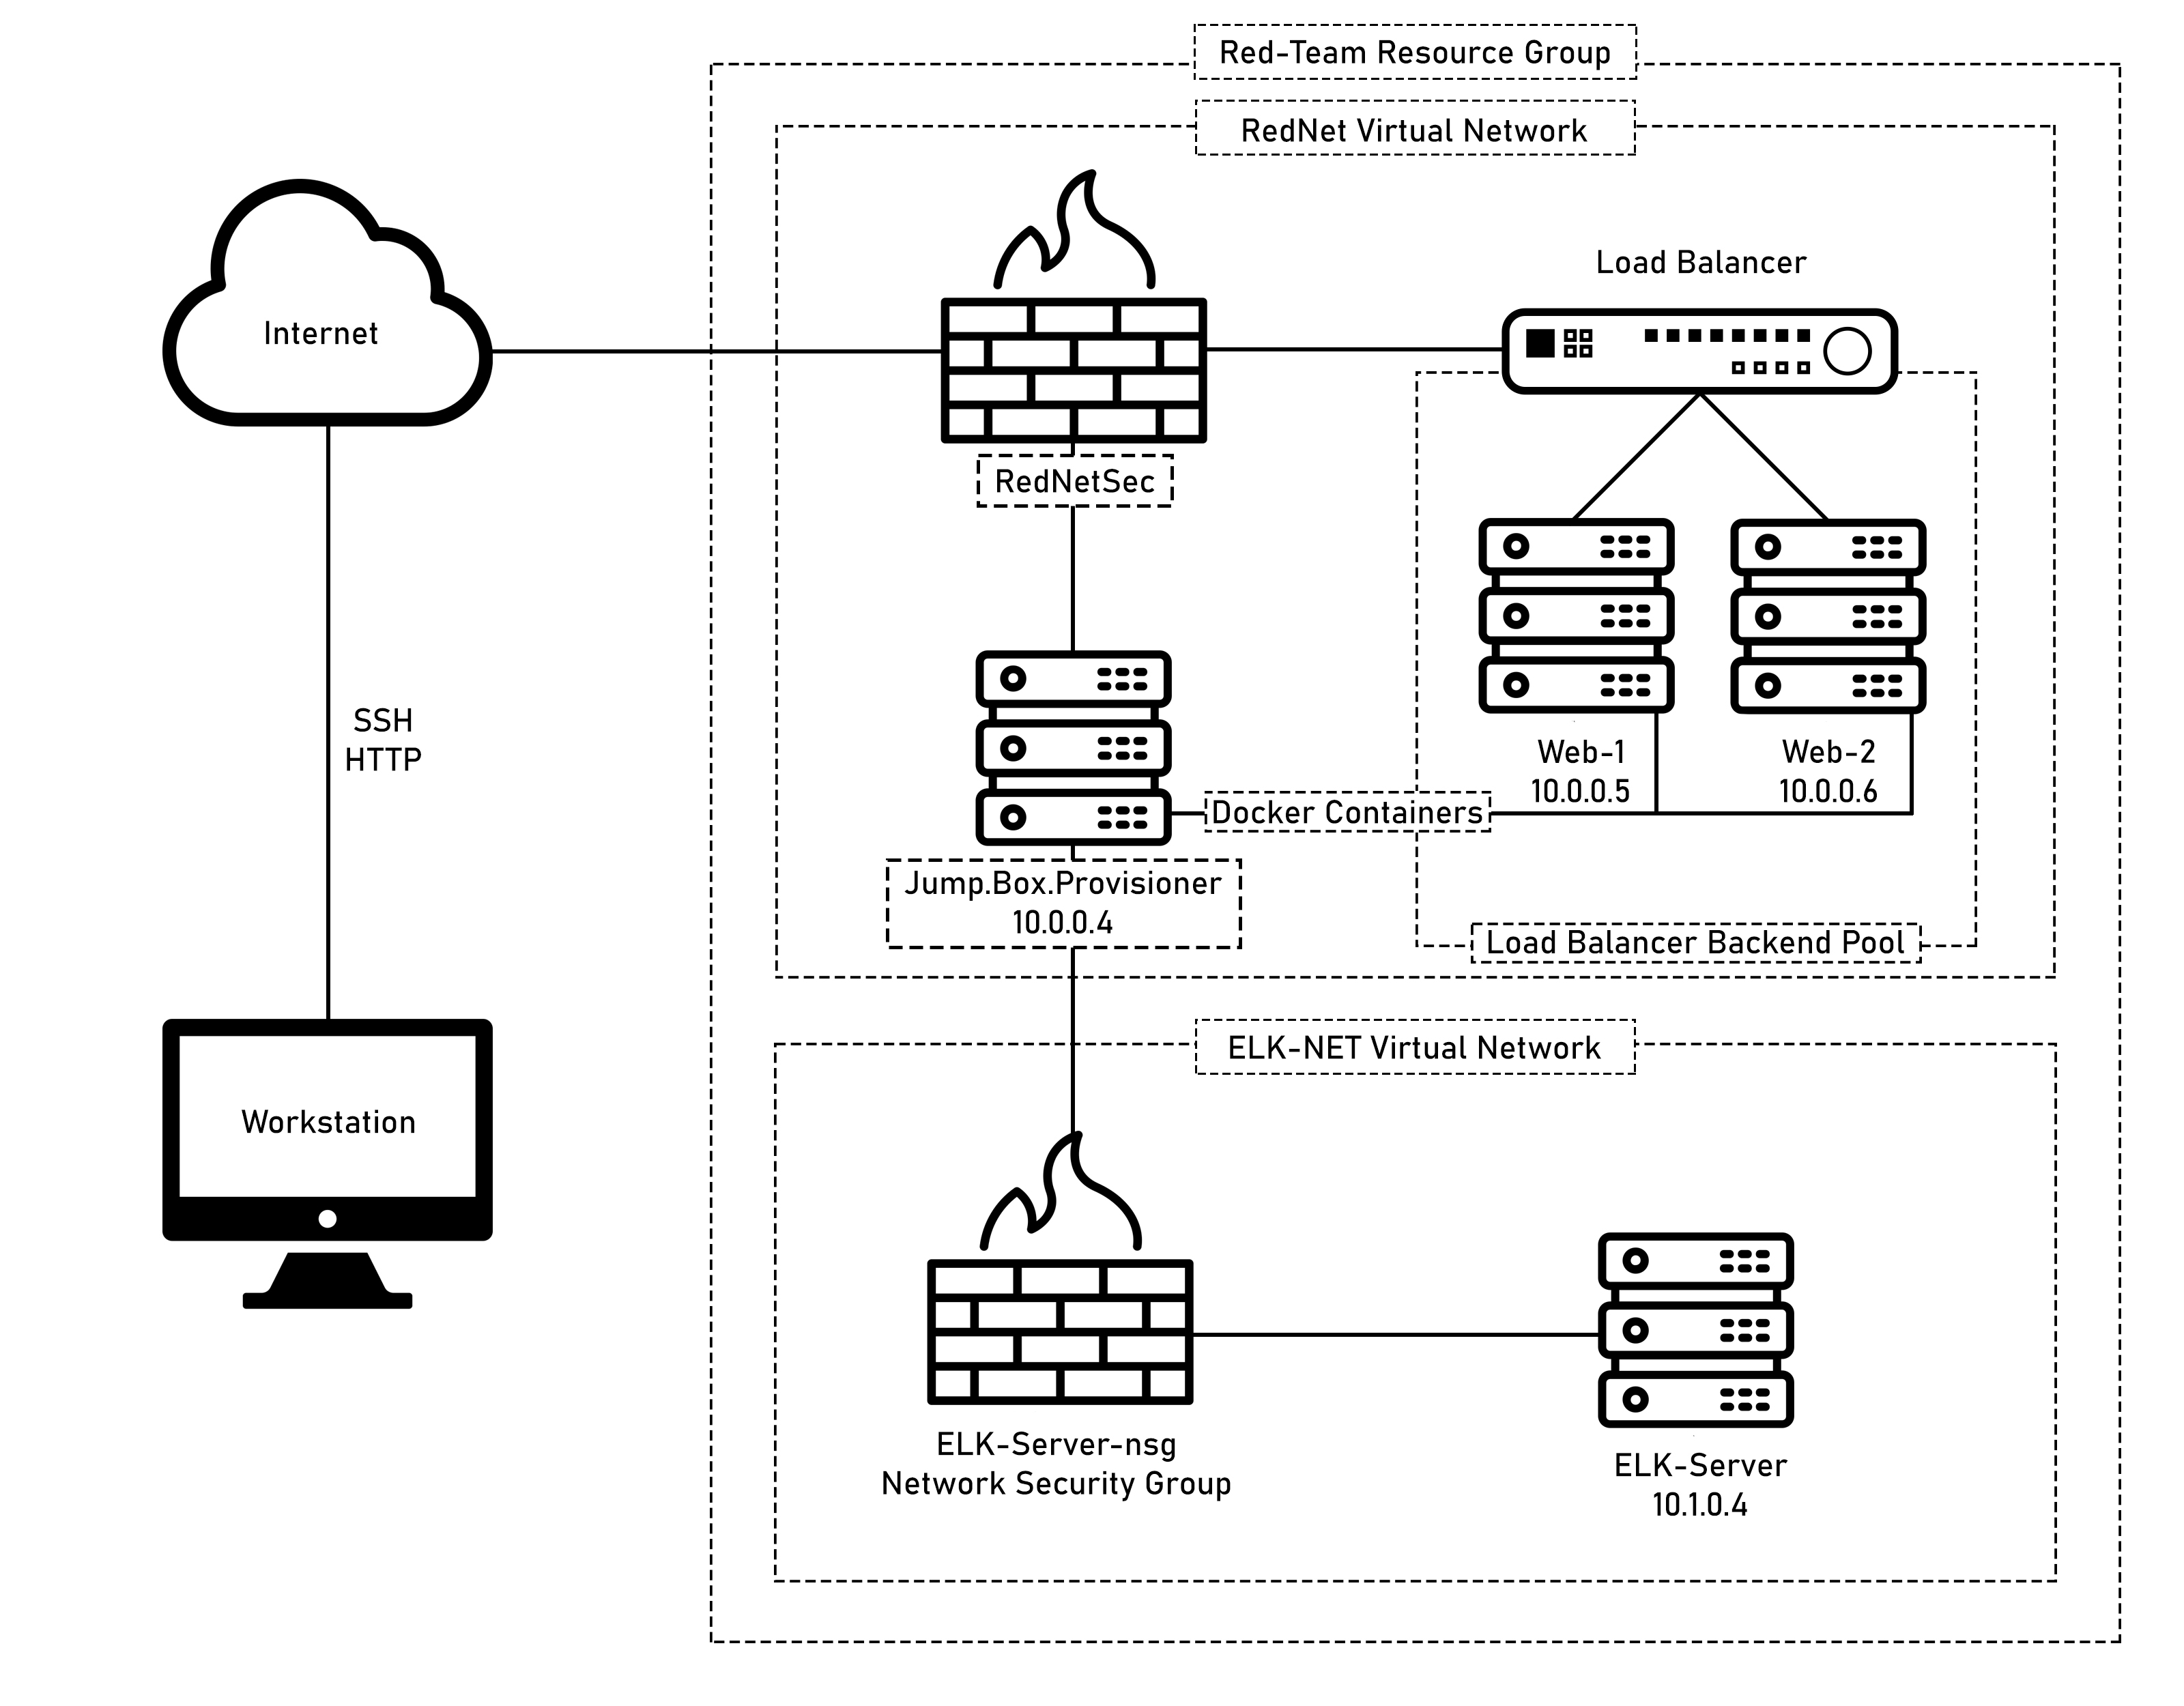 Red-Team Resource Group
RedNet Virtual Network
Load Balancer
Internet
RedNetSec
SSH
HTTP
Web-1
10.0.0.5
Web-2
10.0.0.6
Docker Containers
Jump.Box.Provisioner
10.0.0.4
Load Balancer Backend Pool
ELK-NET Virtual Network
Workstation
ELK-Server-nsg
Network Security Group
ELK-Server
10.1.0.4